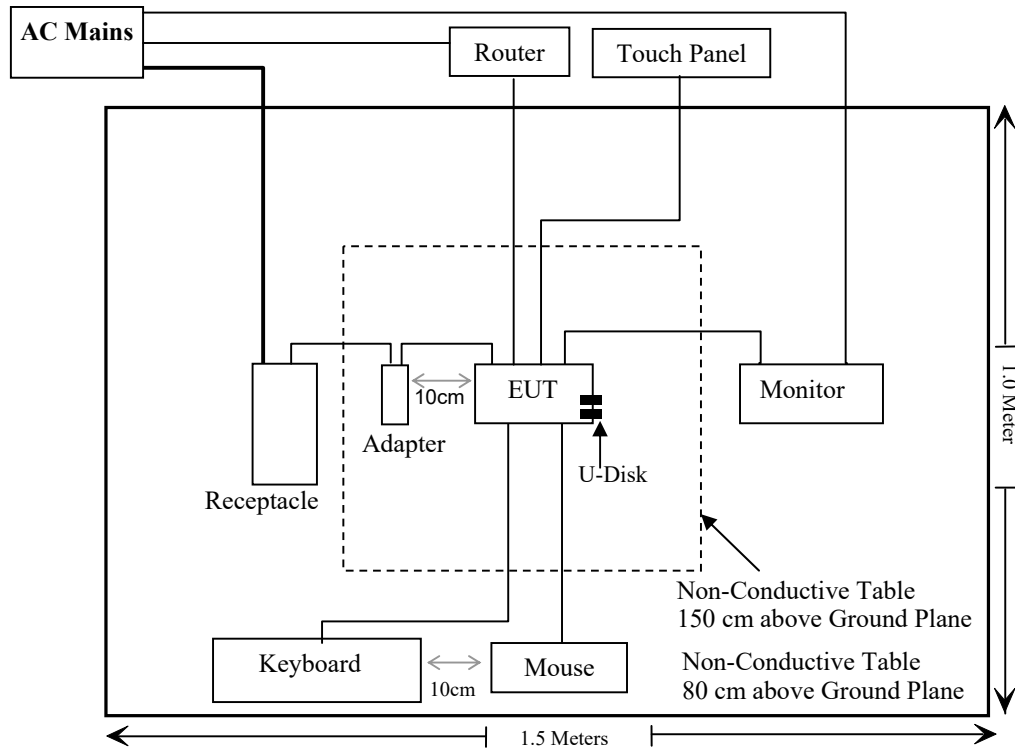 AC Mains
Router
Touch Panel
10cm
EUT
Monitor
Adapter
U-Disk
Receptacle
1.0 Meter
Non-Conductive Table
150 cm above Ground Plane
Keyboard
10cm
Mouse
Non-Conductive Table
80 cm above Ground Plane
1.5 Meters